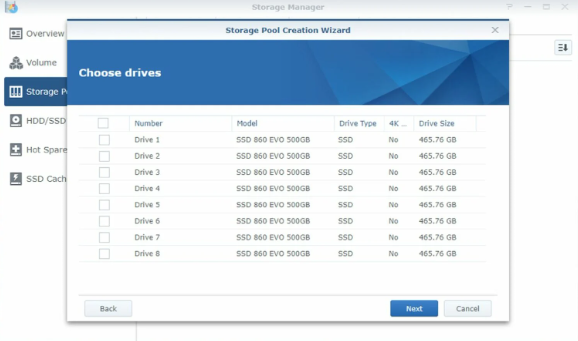 Storage Manager
Overview
Volume
Storage P
HDD/SSD
Hot Spare
SSD Cach
Storage Pool Creation Wizard
Choose drives
Number Model Drive Type 4K ... Drive Size
Drive 1 SSD 860 EVO 500GB SSD No 465.76 GB
Drive 2 SSD 860 EVO 500GB SSD No 465.76 GB
Drive 3 SSD 860 EVO 500GB SSD No 465.76 GB
Drive 4 SSD 860 EVO 500GB SSD No 465.76 GB
Drive 5 SSD 860 EVO 500GB SSD No 465.76 GB
Drive 6 SSD 860 EVO 500GB SSD No 465.76 GB
Drive 7 SSD 860 EVO 500GB SSD No 465.76 GB
Drive 8 SSD 860 EVO 500GB SSD No 465.76 GB
Back Next Cancel